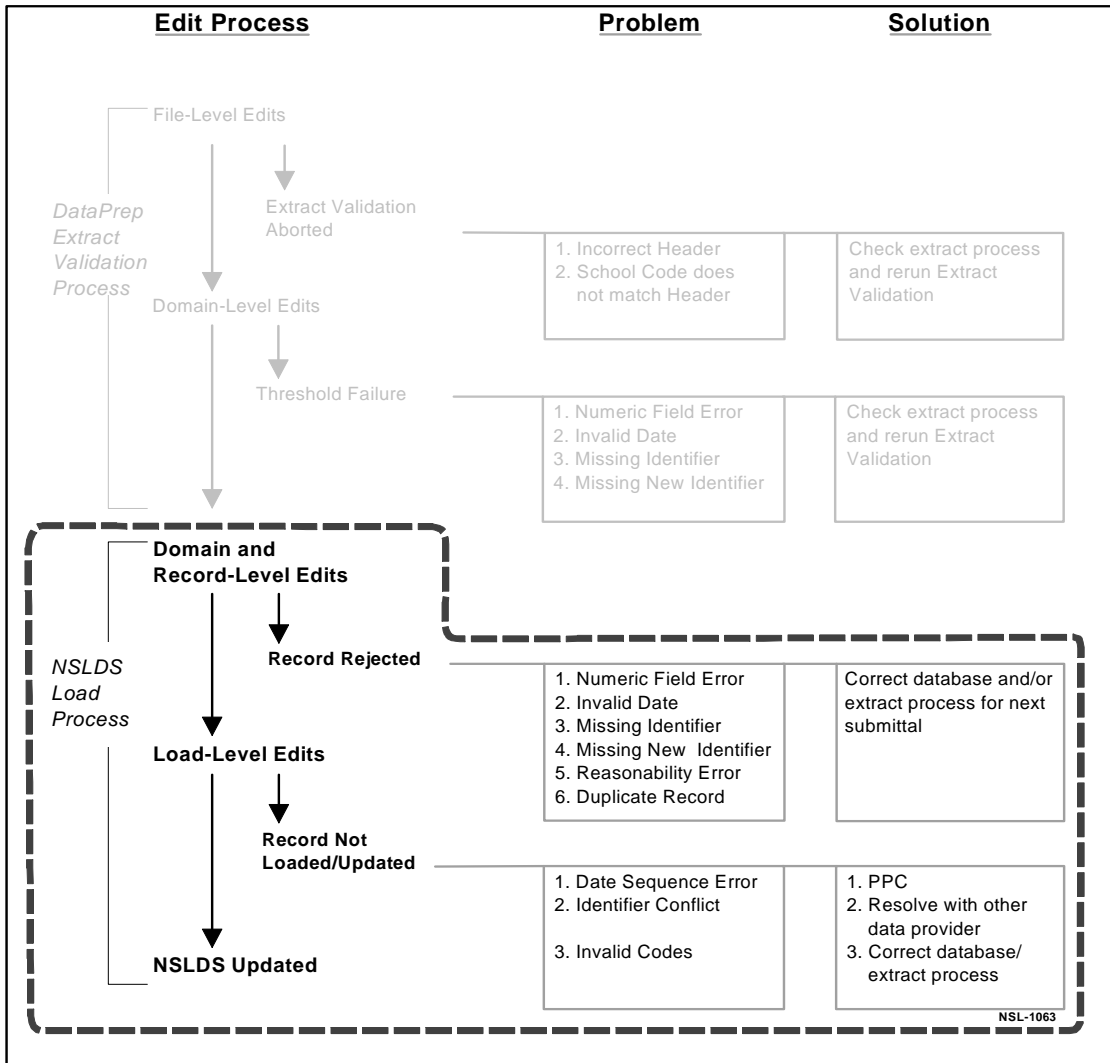 Edit Process
Problem
Solution
File-Level Edits
DataPrep
Extract
Validation
Process
Extract Validation
Aborted
1. Incorrect Header
2. School Code does
not match Header
Check extract process
and rerun Extract
Validation
Domain-Level Edits
Threshold Failure
1. Numeric Field Error
2. Invalid Date
3. Missing Identifier
4. Missing New Identifier
Check extract process
and rerun Extract
Validation
Domain and
Record-Level Edits
NSLDS
Load
Process
Record Rejected
1. Numeric Field Error
2. Invalid Date
3. Missing Identifier
4. Missing New  Identifier
5. Reasonability Error
6. Duplicate Record
Correct database and/or
extract process for next
submittal
Load-Level Edits
Record Not
Loaded/Updated
1. Date Sequence Error
2. Identifier Conflict
3. Invalid Codes
1. PPC
2. Resolve with other
data provider
3. Correct database/
extract process
NSLDS Updated
NSL-1063